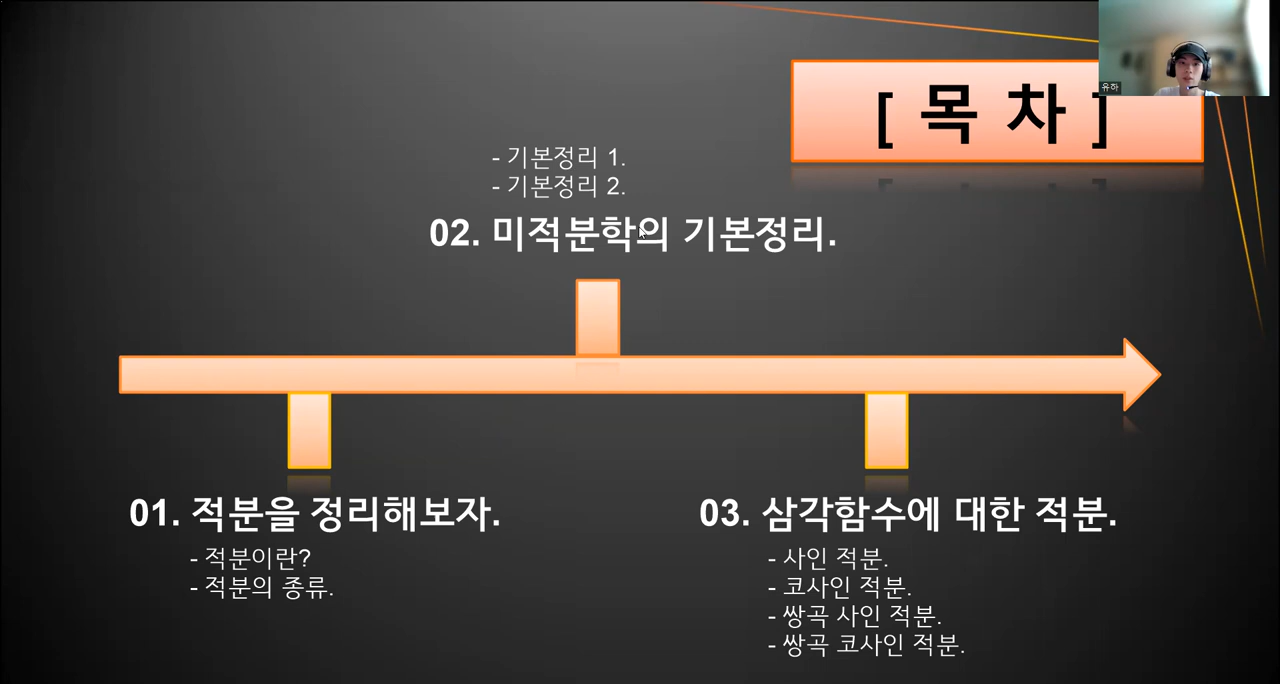 [ 목 차 ]
유하
- 기본정리 1.
- 기본정리 2.
02. 미적분학의 기본정리.
01. 적분을 정리해보자.
- 적분이란?
- 적분의 종류.
03. 삼각함수에 대한 적분.
- 사인 적분.
- 코사인 적분.
- 쌍곡 사인 적분.
- 쌍곡 코사인 적분.